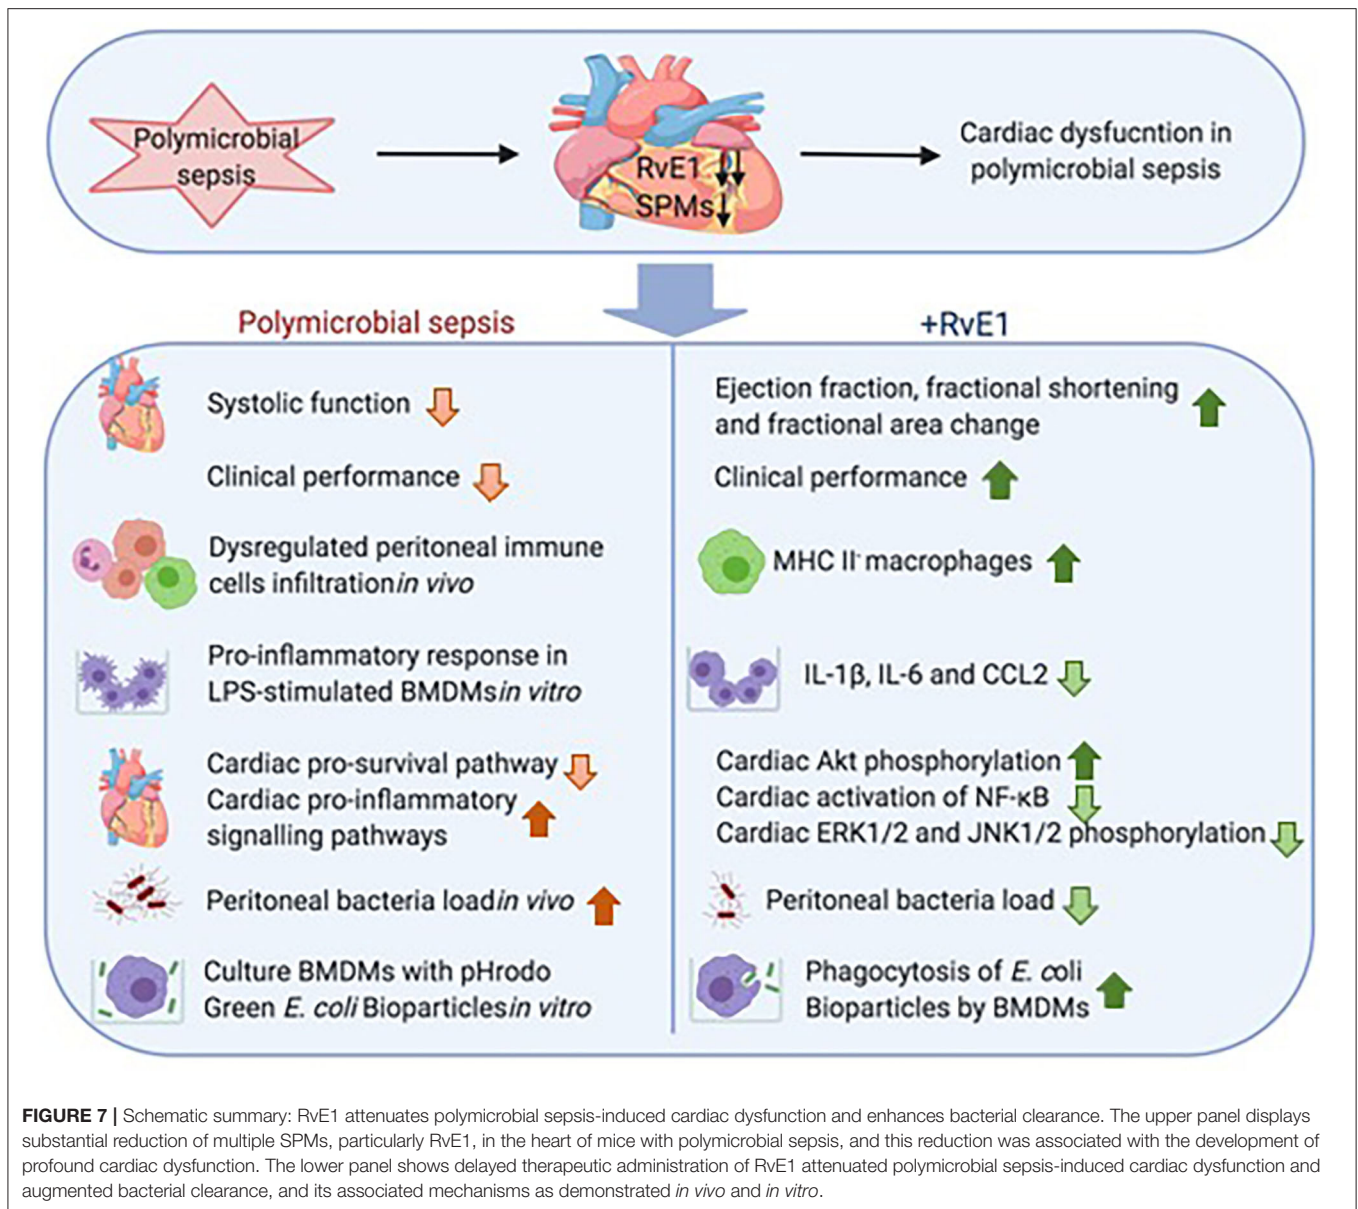 Polymicrobial
sepsis
RvE1
SPMs
Cardiac dysfucntion in
polymicrobial sepsis
Polymicrobial sepsis
+RvE1
Systolic function
Clinical performance
Dysregulated peritoneal immune
cells infiltrationin vivo
Pro-inflammatory response in
LPS-stimulated BMDMsin vitro
Cardiac pro-survival pathway
Cardiac pro-inflammatory
signalling pathways
Peritoneal bacteria loadin vivo
Culture BMDMs with pHrodo
Green E. coli Bioparticlesin vitro
Ejection fraction, fractional shortening
and fractional area change
Clinical performance
MHC II⁻ macrophages
IL-1β, IL-6 and CCL2
Cardiac Akt phosphorylation
Cardiac activation of NF-κB
Cardiac ERK1/2 and JNK1/2 phosphorylation
Peritoneal bacteria load
Phagocytosis of E. coli
Bioparticles by BMDMs
FIGURE 7 | Schematic summary: RvE1 attenuates polymicrobial sepsis-induced cardiac dysfunction and enhances bacterial clearance. The upper panel displays
substantial reduction of multiple SPMs, particularly RvE1, in the heart of mice with polymicrobial sepsis, and this reduction was associated with the development of
profound cardiac dysfunction. The lower panel shows delayed therapeutic administration of RvE1 attenuated polymicrobial sepsis-induced cardiac dysfunction and
augmented bacterial clearance, and its associated mechanisms as demonstrated in vivo and in vitro.